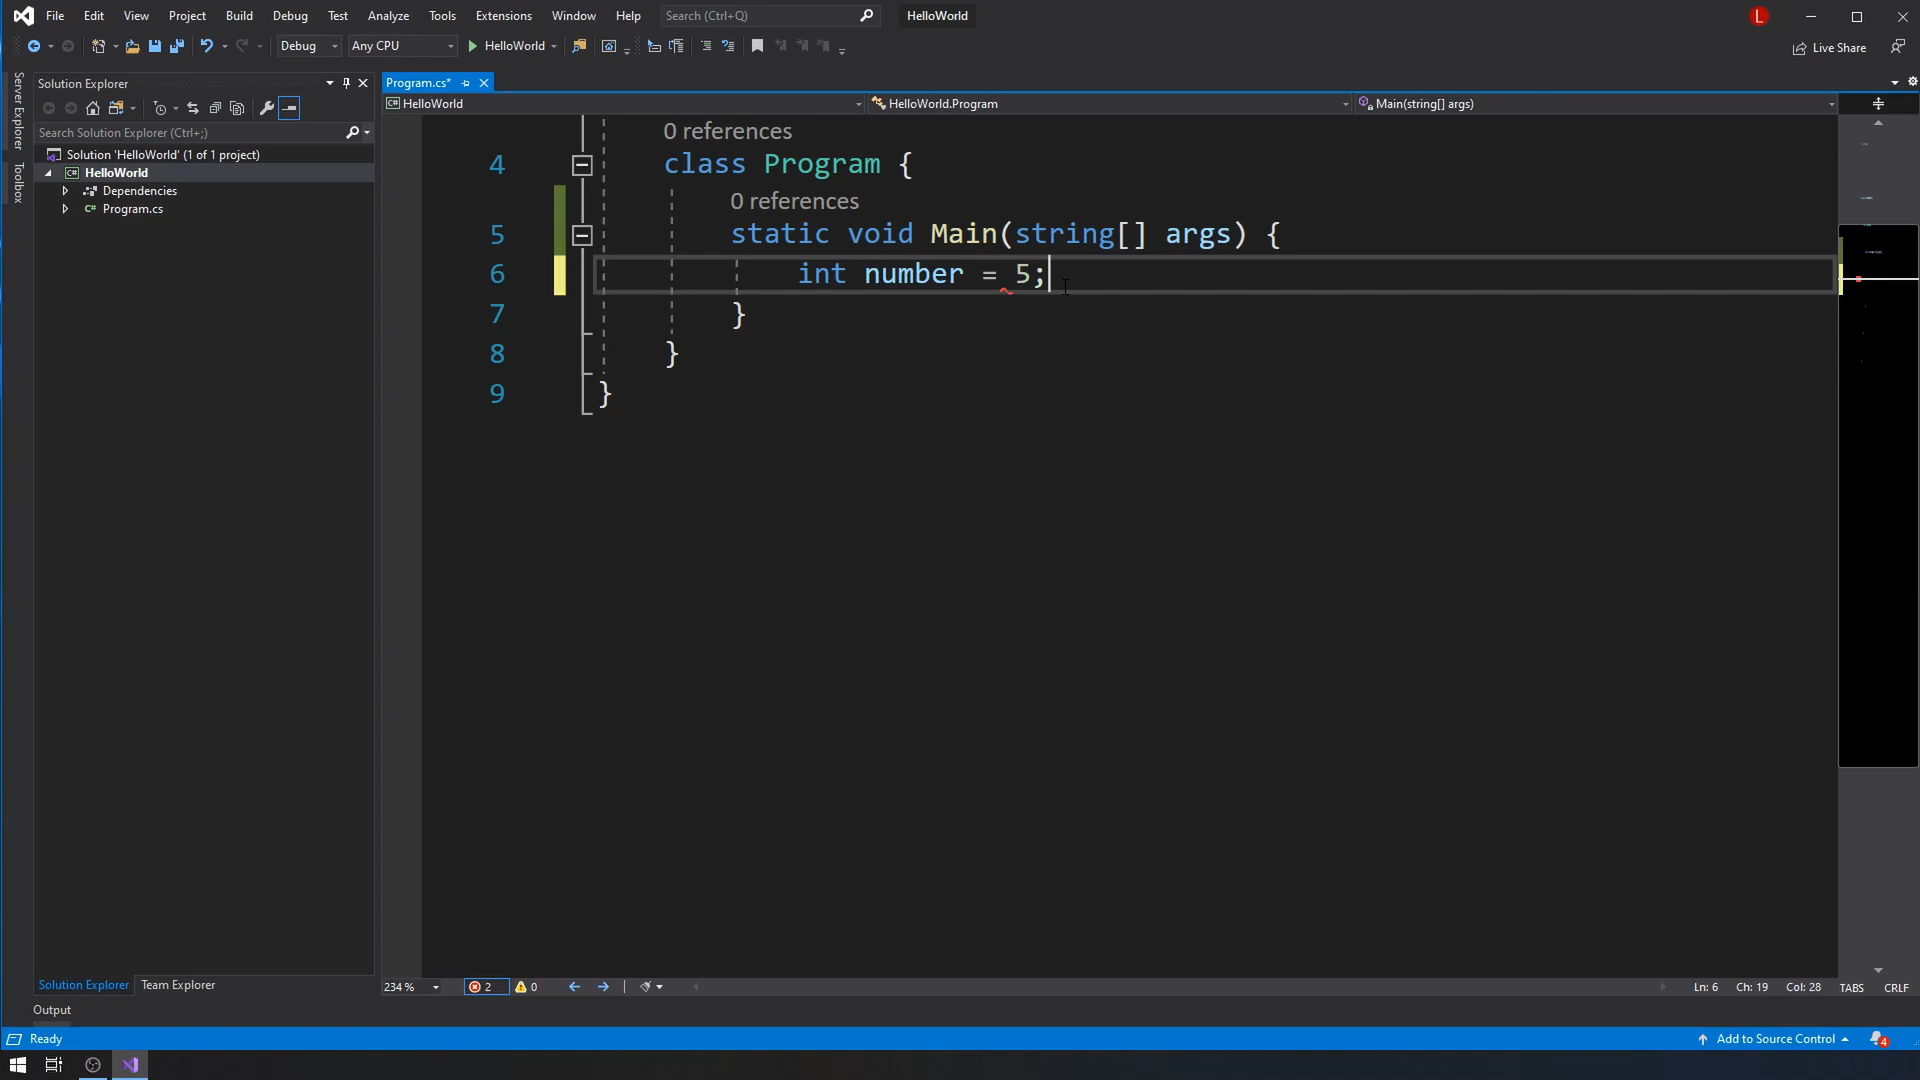 File Edit View Project Build Debug Test Analyze Tools Extensions Window Help Search (Ctrl+Q) HelloWorld L
Debug Any CPU HelloWorld Live Share
Server Explorer
Toolbox
Solution Explorer
Search Solution Explorer (Ctrl+;)
Solution 'HelloWorld' (1 of 1 project)
C# HelloWorld
Dependencies
C# Program.cs
Solution Explorer Team Explorer
Program.cs*
C# HelloWorld HelloWorld.Program Main(string[] args)
0 references
4 class Program {
0 references
5 static void Main(string[] args) {
6 int number = 5;
7 }
8 }
9 }
234 % 2 0 Ln: 6 Ch: 19 Col: 28 TABS CRLF
Output
Ready Add to Source Control 4